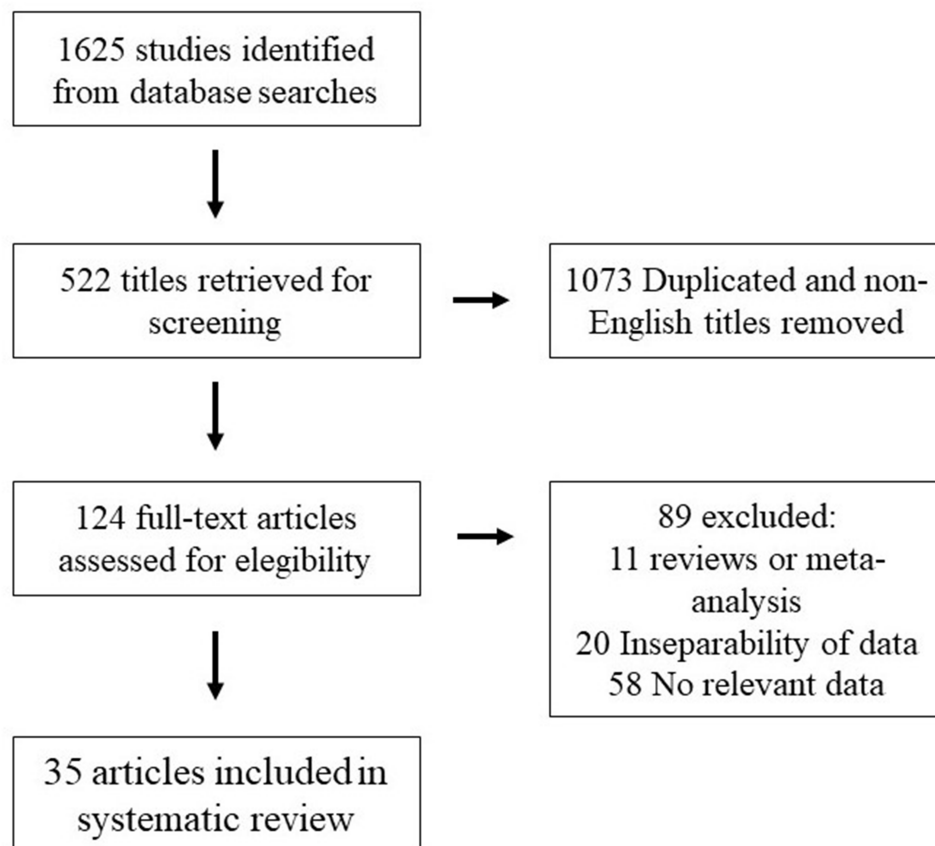 1625 studies identified
from database searches
522 titles retrieved for
screening
1073 Duplicated and non-
English titles removed
124 full-text articles
assessed for elegibility
89 excluded:
11 reviews or meta-
analysis
20 Inseparability of data
58 No relevant data
35 articles included in
systematic review